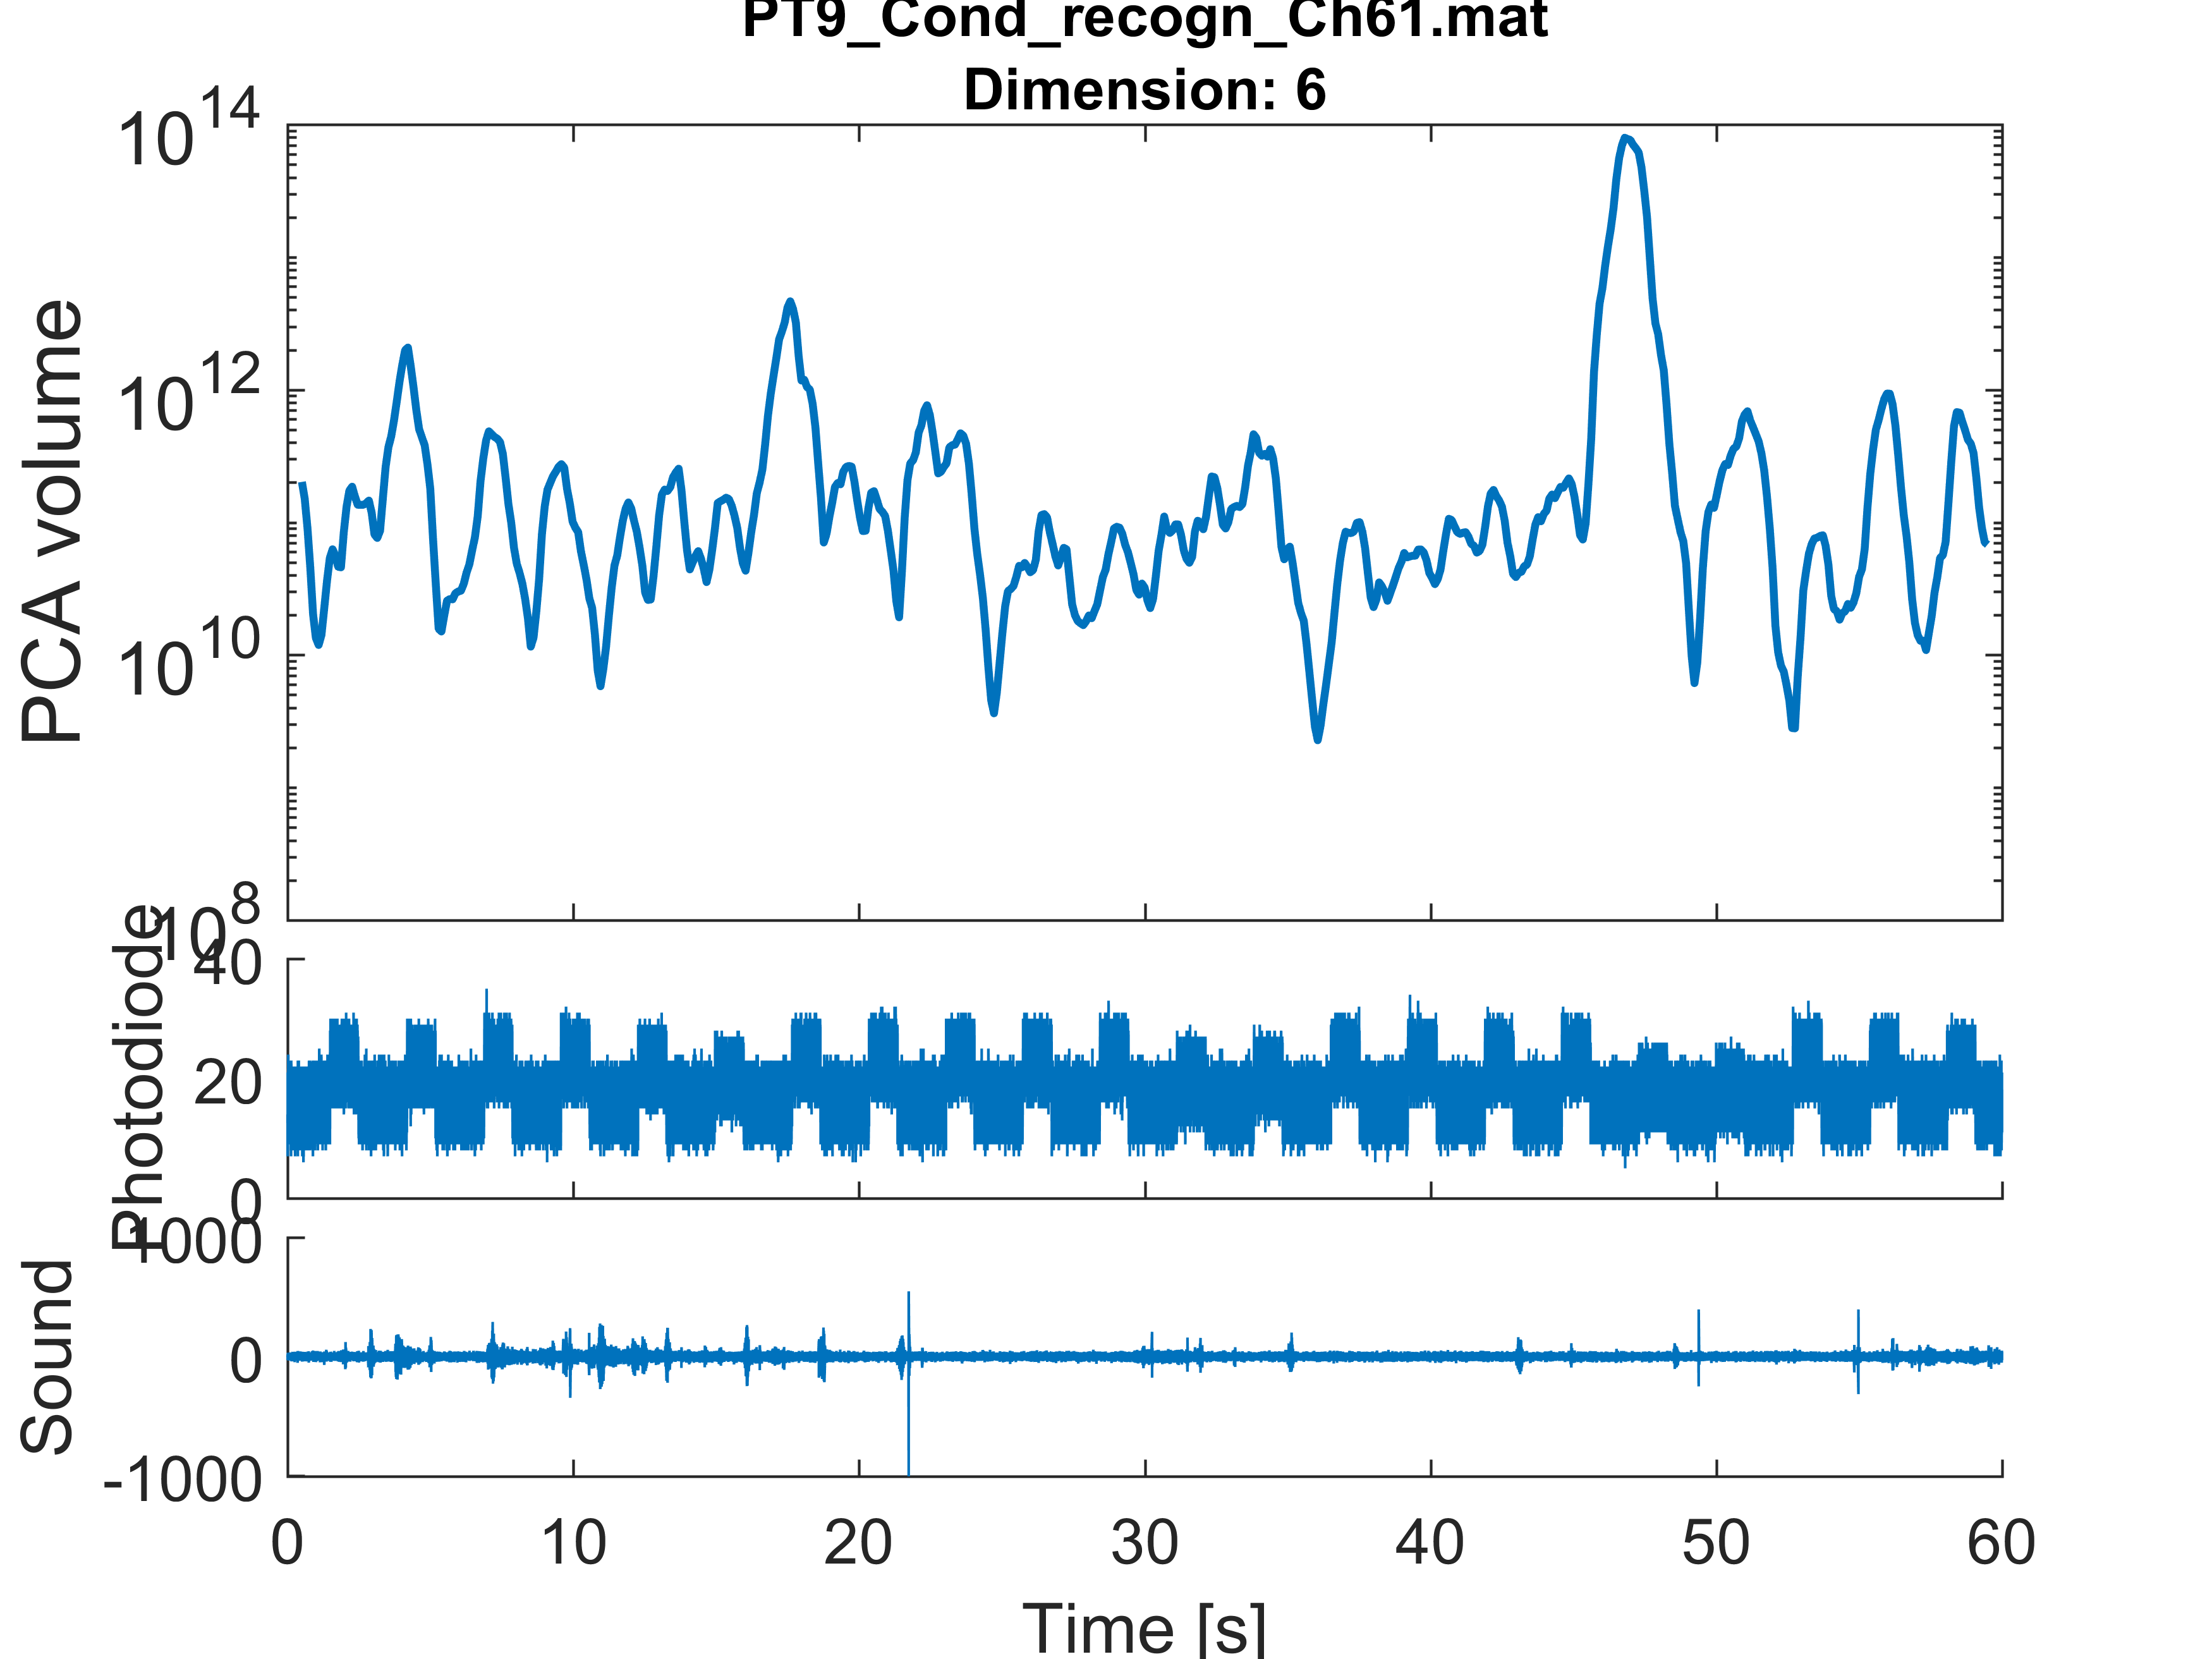 PT9_Cond_recogn_Ch61.mat
Dimension: 6
10^14
10^12
10^10
10^8
PCA volume
40
20
0
Photodiode
1000
0
-1000
Sound
0 10 20 30 40 50 60
Time [s]